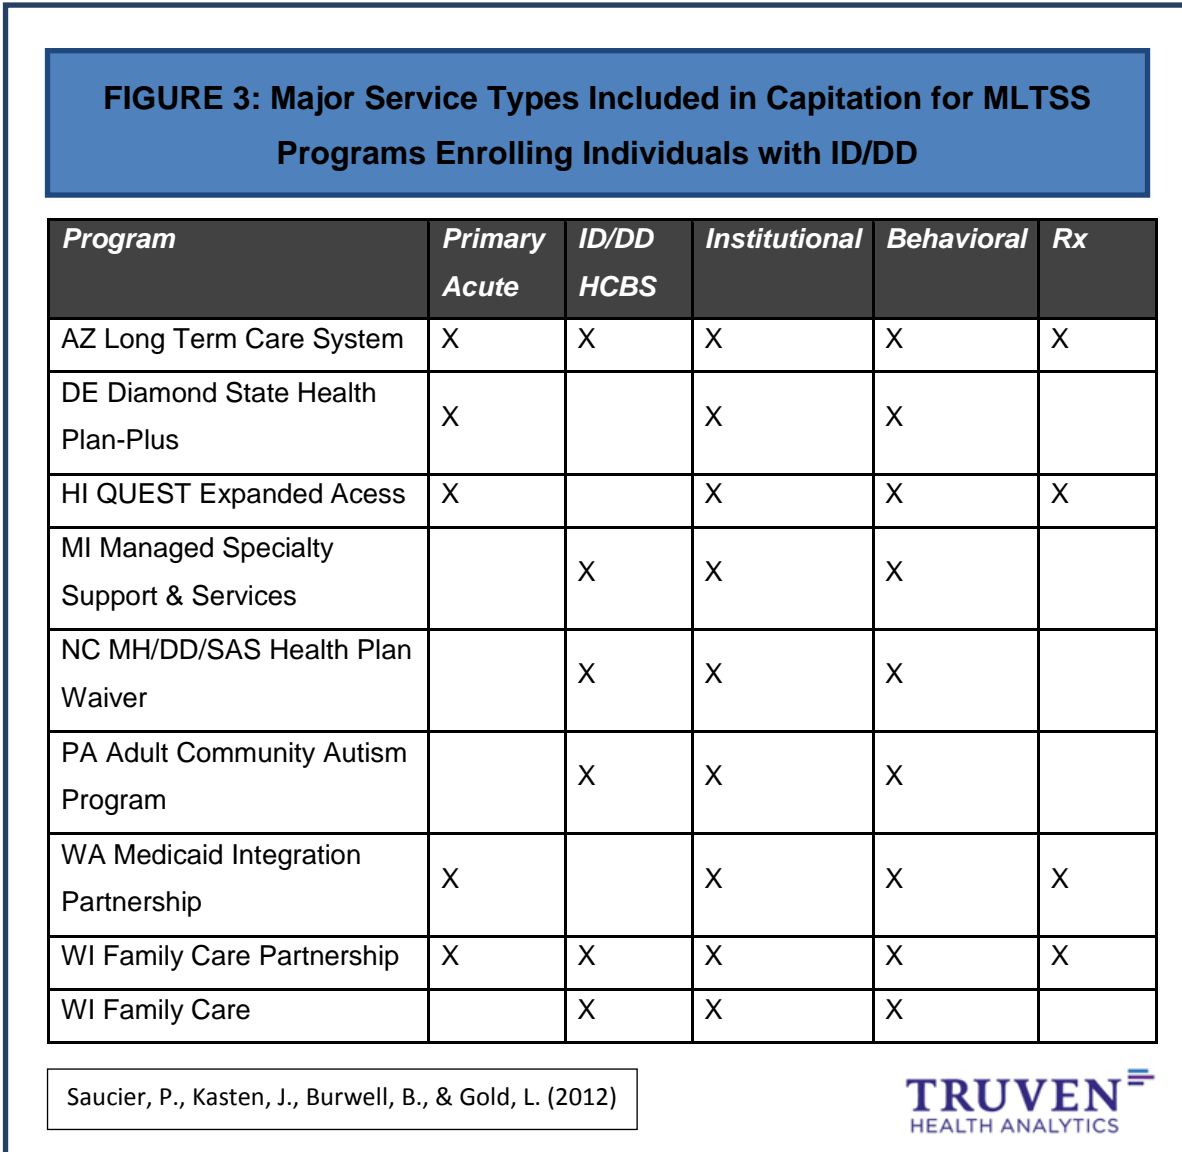 FIGURE 3: Major Service Types Included in Capitation for MLTSS
Programs Enrolling Individuals with ID/DD
Program Primary Acute ID/DD HCBS Institutional Behavioral Rx
AZ Long Term Care System X X X X X
DE Diamond State Health
Plan-Plus X X X
HI QUEST Expanded Acess X X X X
MI Managed Specialty
Support & Services X X X
NC MH/DD/SAS Health Plan
Waiver X X X
PA Adult Community Autism
Program X X X
WA Medicaid Integration
Partnership X X X X
WI Family Care Partnership X X X X X
WI Family Care X X X
Saucier, P., Kasten, J., Burwell, B., & Gold, L. (2012)
TRUVEN
HEALTH ANALYTICS